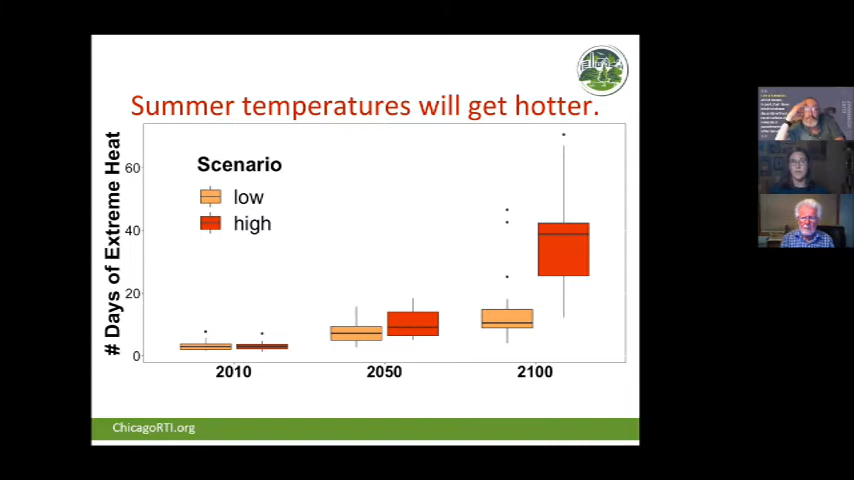 Summer temperatures will get hotter.
# Days of Extreme Heat
60
40
20
0
Scenario
low
high
2010
2050
2100
ChicagoRTI.org